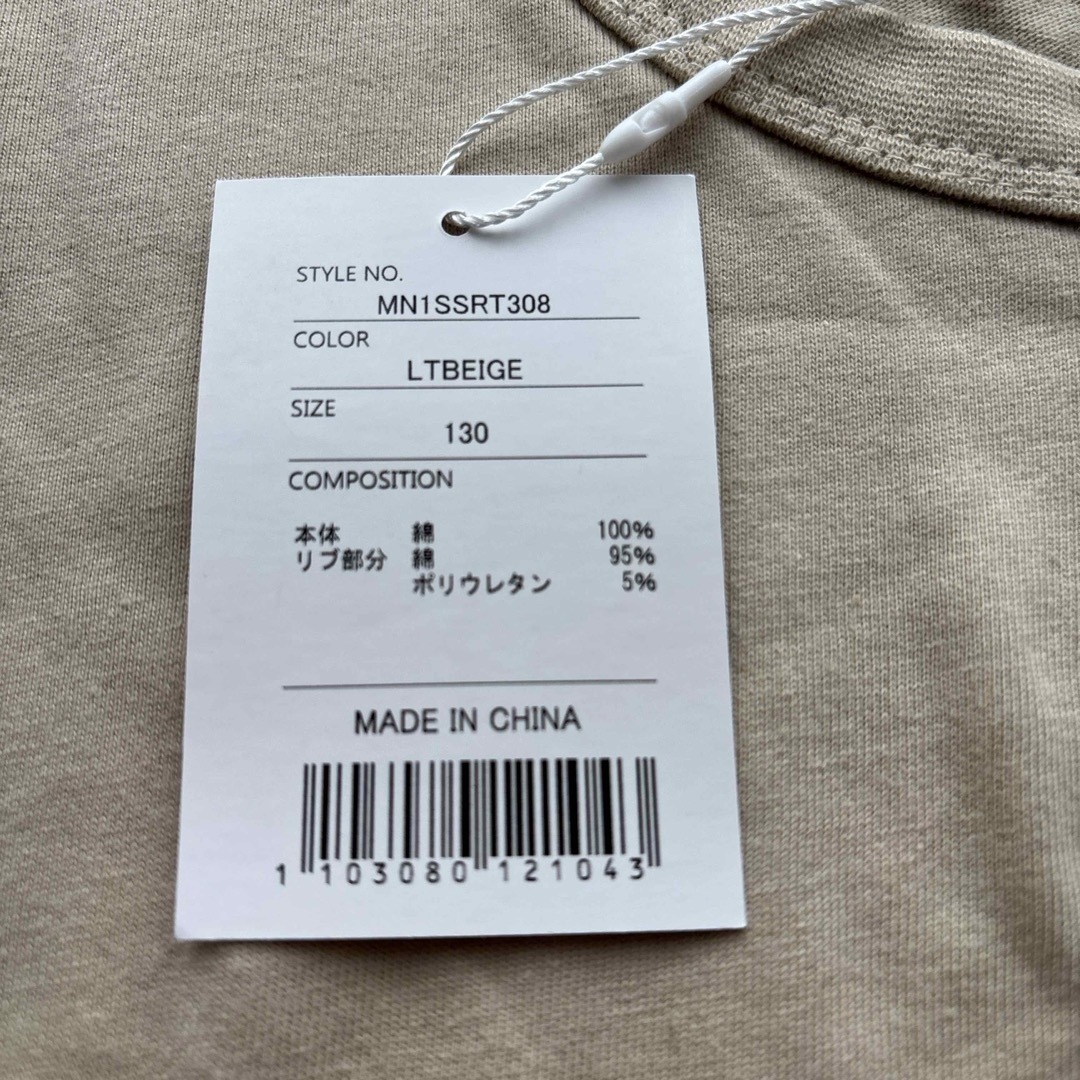 STYLE NO.
MN1SSRT308
COLOR
LTBEIGE
SIZE
130
COMPOSITION
本体 綿 100%
リブ部分 綿 95%
ポリウレタン 5%
MADE IN CHINA
1 103080 121043